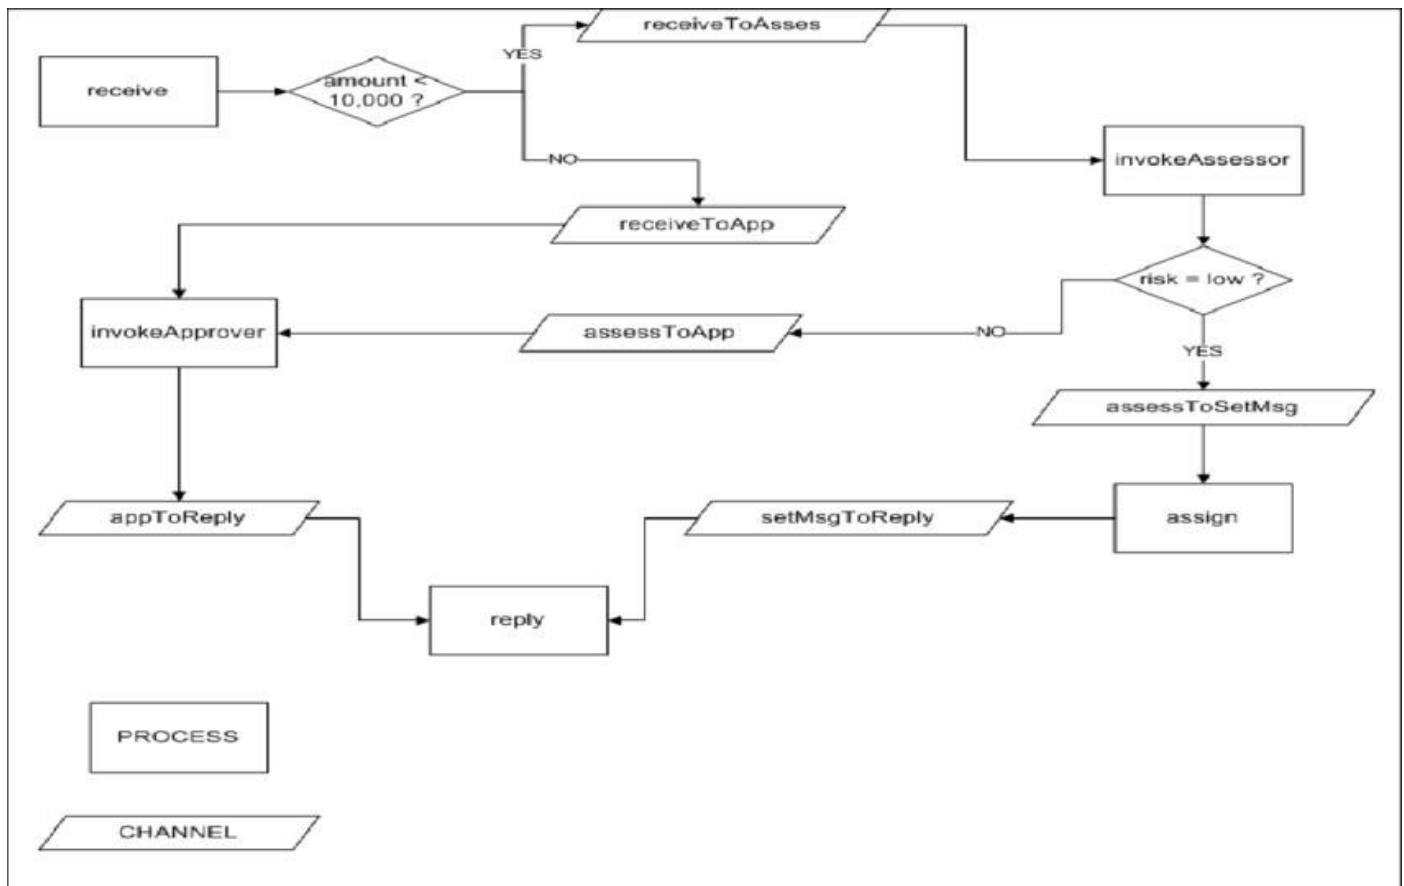 receiveToAsses
YES
receive
amount <
10,000 ?
NO
invokeAssessor
receiveToApp
risk = low ?
invokeApprover
assessToApp
NO
YES
assessToSetMsg
appToReply
setMsgToReply
assign
reply
PROCESS
CHANNEL